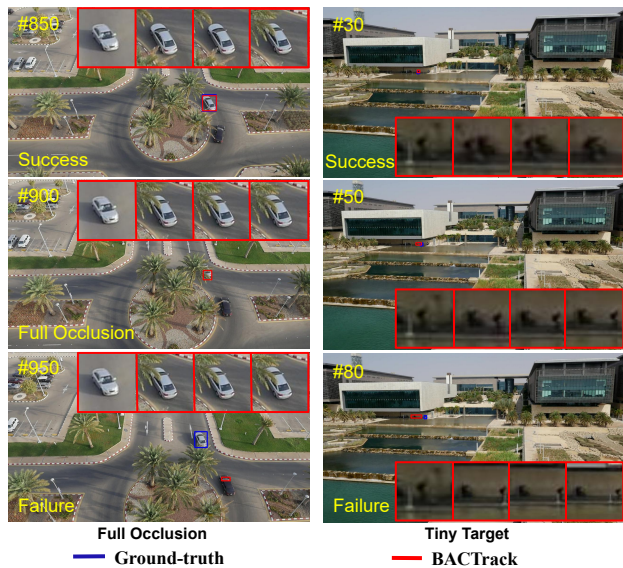 #850
Success
#900
Full Occlusion
#950
Failure
Full Occlusion
#30
Success
#50
#80
Failure
Tiny Target
Ground-truth
BACTrack